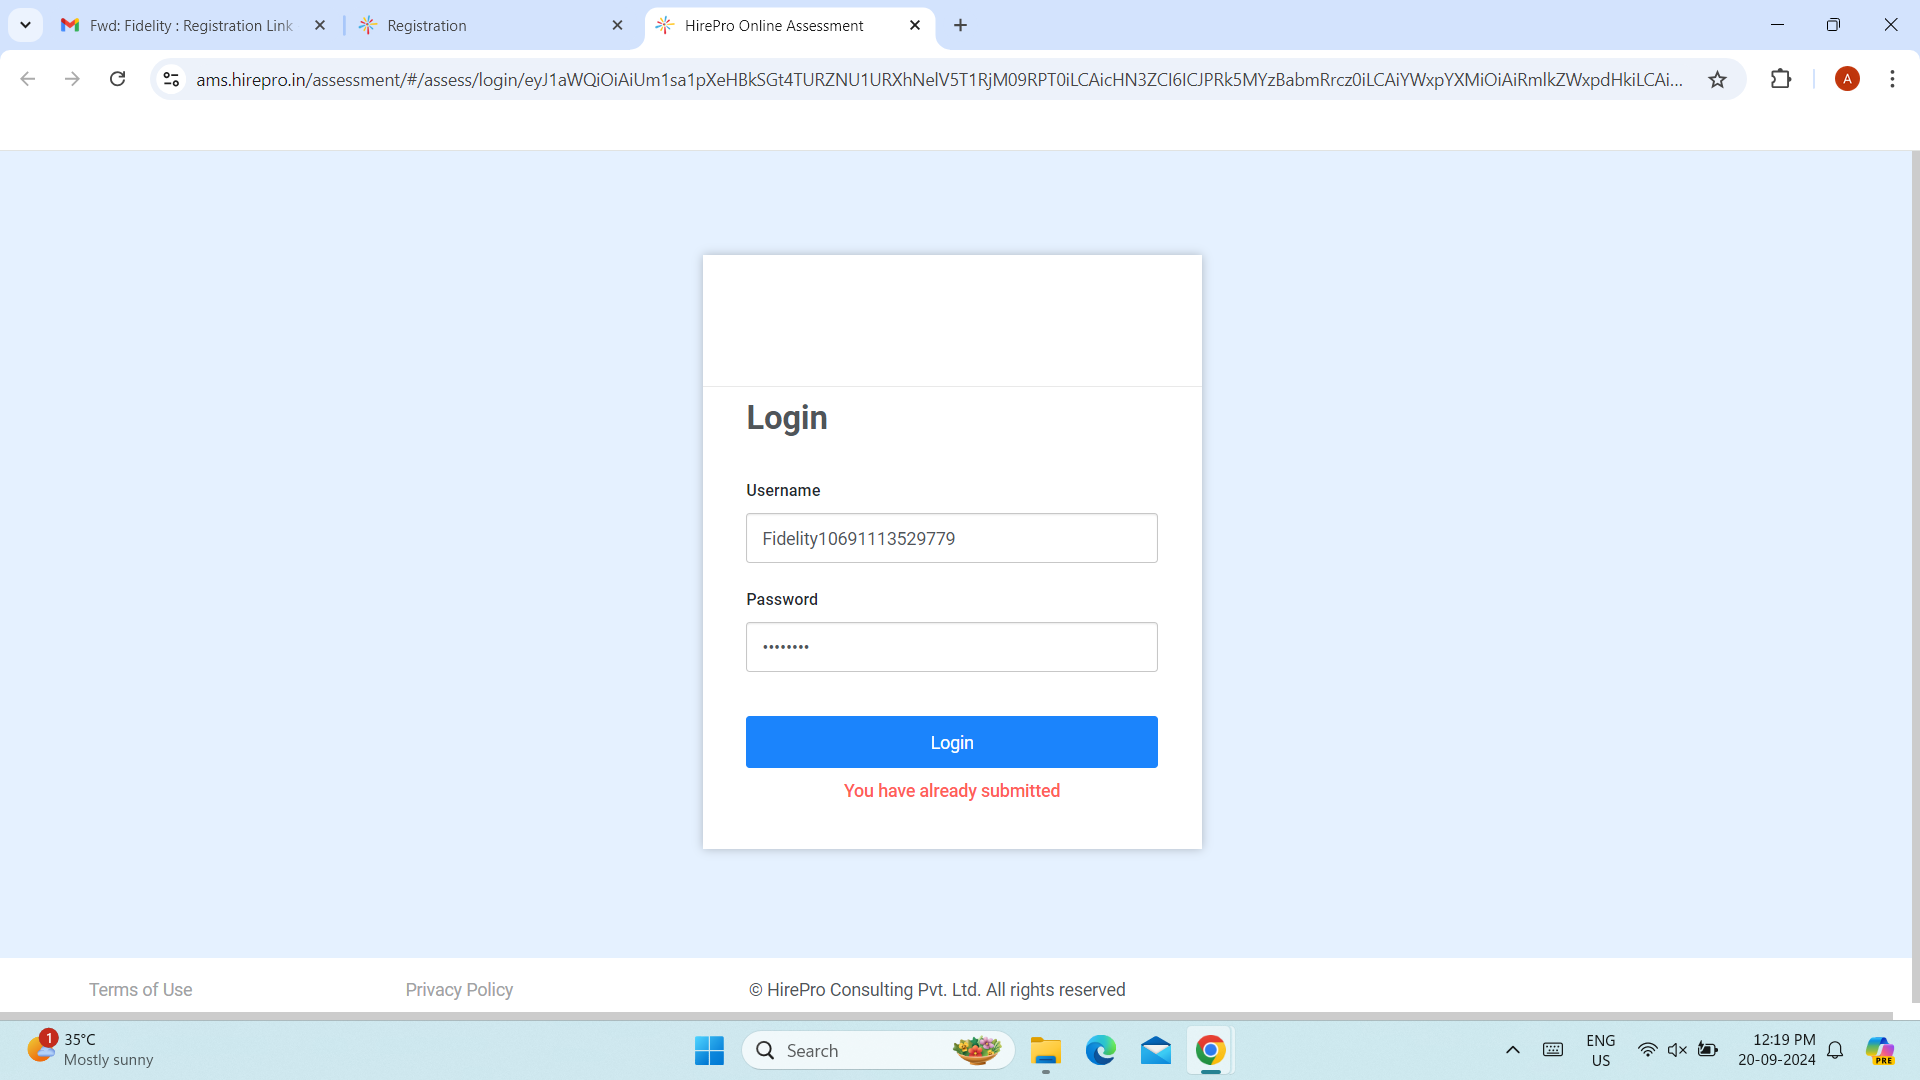 Fwd: Fidelity : Registration Link
Registration
HirePro Online Assessment
ams.hirepro.in/assessment/#/assess/login/eyJ1aWQiOiAiUm1sa1pXeHBkSGt4TURZNU1URXhNelV5T1RjM09RPT0iLCAicHN3ZCI6ICJPRk5MYzBabmRrcz0iLCAiYWxpYXMiOiAiRmlkZWxpdHkiLCAi...
A
Login
Username
Fidelity10691113529779
Password
Login
You have already submitted
Terms of Use
Privacy Policy
© HirePro Consulting Pvt. Ltd. All rights reserved
1
35°C
Mostly sunny
Search
ENG
US
12:19 PM
20-09-2024
PRE